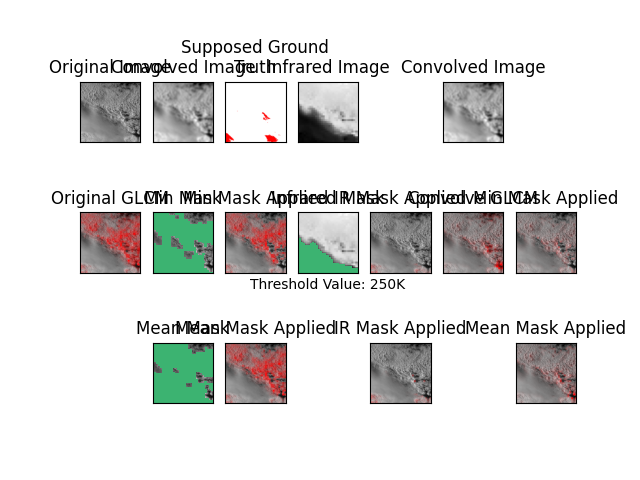 Supposed Ground
Original Image Convolved Image Truth Infrared Image Convolved Image
Original GLCM Min Mask Min Mask Applied Infrared Mask IR Mask Applied Convolved GLCM Min Mask Applied
Threshold Value: 250K
Mean Mask Mean Mask Applied IR Mask Applied Mean Mask Applied